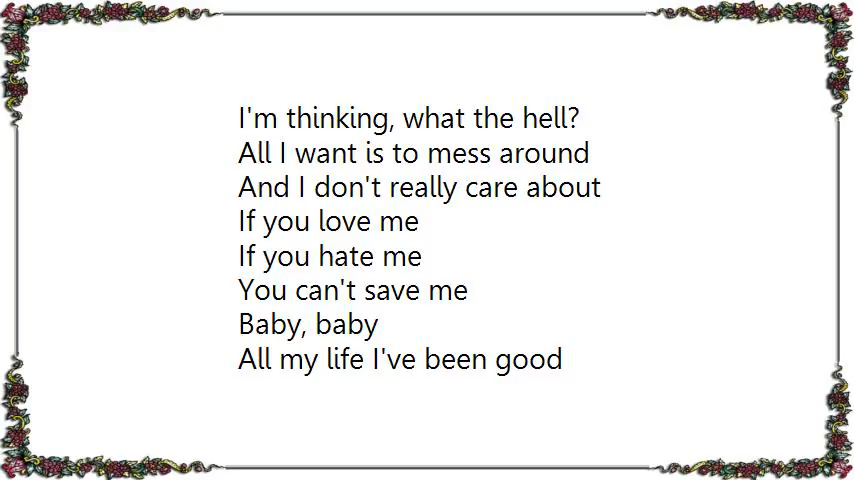 I'm thinking, what the hell?
All I want is to mess around
And I don't really care about
If you love me
If you hate me
You can't save me
Baby, baby
All my life I've been good